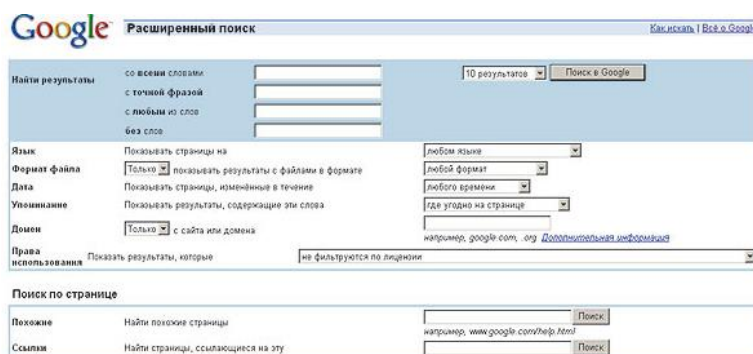 Google Расширенный поиск Как искать | Всё о Google
Найти результаты со всеми словами 10 результатов Поиск в Google
с точной фразой
с любым из слов
без слов
Язык Показывать страницы на любом языке
Формат файла Только показывать результаты с файлами в формате любой формат
Дата Показывать страницы, изменённые в течение любого времени
Упоминание Показывать результаты, содержащие эти слова где угодно на странице
Домен Только с сайта или домена
например, google.com, .org Дополнительная информация
Права использования Показать результаты, которые не фильтруются по лицензии
Поиск по странице
Похожие Найти похожие страницы Поиск
например, www.google.com/help.html
Ссылки Найти страницы, ссылающиеся на эту Поиск